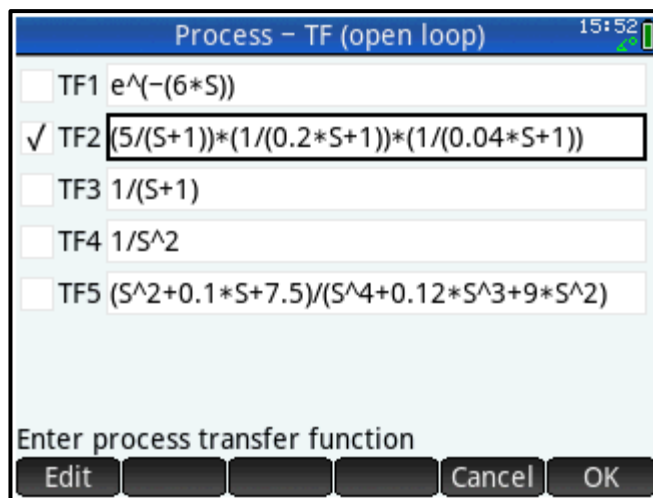 Process – TF (open loop) 15:52
∡°
TF1 e^(−(6*S))
√ TF2 (5/(S+1))*(1/(0.2*S+1))*(1/(0.04*S+1))
TF3 1/(S+1)
TF4 1/S^2
TF5 (S^2+0.1*S+7.5)/(S^4+0.12*S^3+9*S^2)
Enter process transfer function
Edit Cancel OK